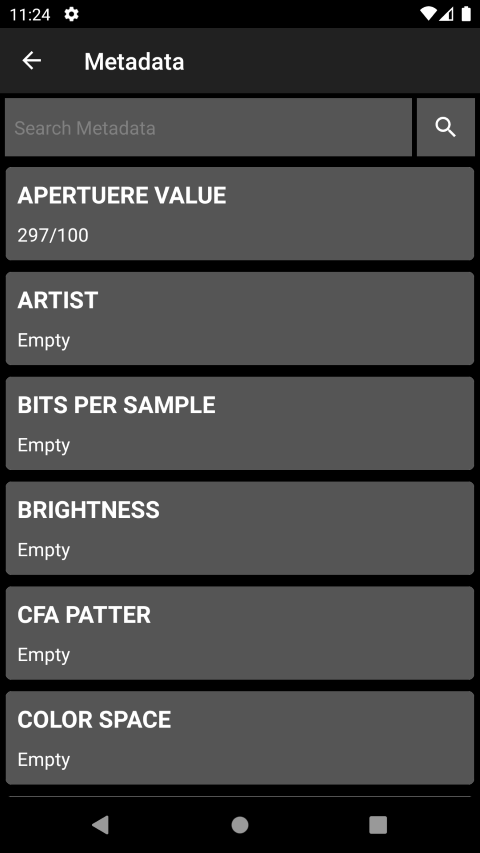 11:24
Metadata
Search Metadata
APERTUERE VALUE
297/100
ARTIST
Empty
BITS PER SAMPLE
Empty
BRIGHTNESS
Empty
CFA PATTER
Empty
COLOR SPACE
Empty